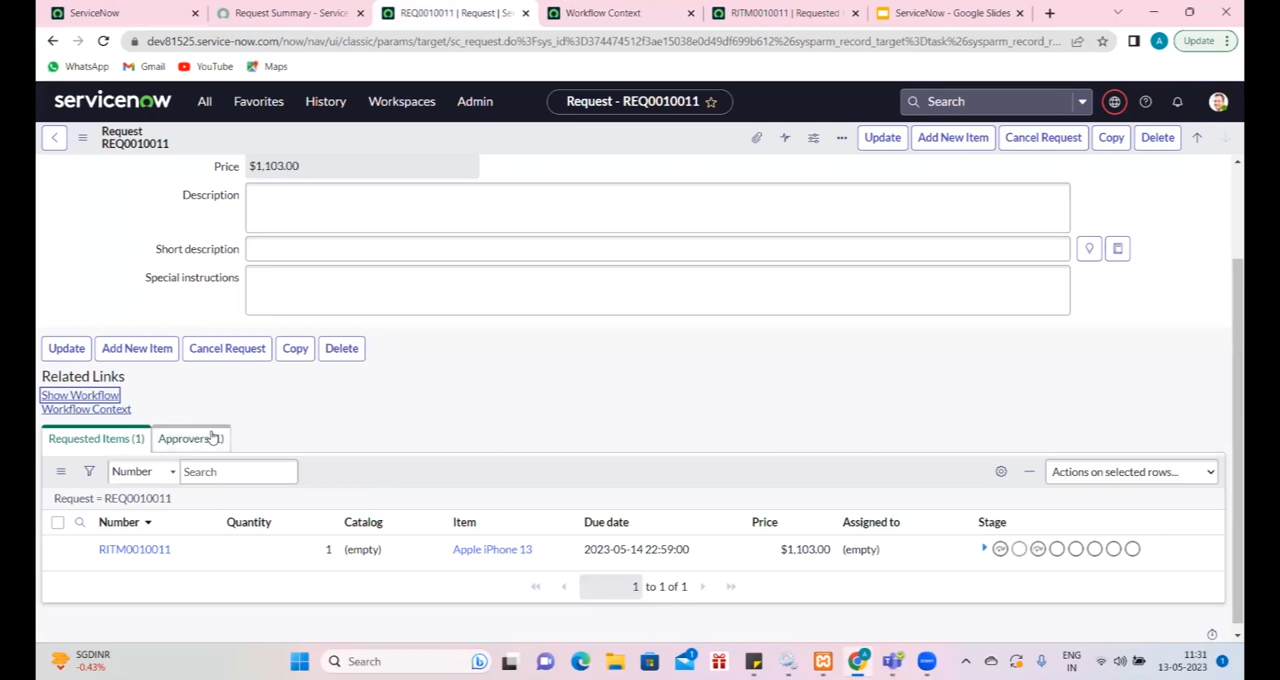 ServiceNow
Request Summary - Service
REQ0010011 | Request | Se
Workflow Context
RITM0010011 | Requested
ServiceNow - Google Slides
dev81525.service-now.com/now/nav/ui/classic/params/target/sc_request.do%3Fsys_id%3D374474512f3ae15038e0d49df699b612%26sysparm_record_target%3Dtask%26sysparm_record_r...
A
Update
WhatsApp
Gmail
YouTube
Maps
servicenow
All
Favorites
History
Workspaces
Admin
Request - REQ0010011
Search
Request
REQ0010011
Update
Add New Item
Cancel Request
Copy
Delete
Price
$1,103.00
Description
Short description
Special instructions
Update
Add New Item
Cancel Request
Copy
Delete
Related Links
Show Workflow
Workflow Context
Requested Items (1)
Approvers (1)
Number
Search
Actions on selected rows...
Request = REQ0010011
Number
Quantity
Catalog
Item
Due date
Price
Assigned to
Stage
RITM0010011
1
(empty)
Apple iPhone 13
2023-05-14 22:59:00
$1,103.00
(empty)
1 to 1 of 1
SGDINR
-0.43%
Search
1
ENG
IN
11:31
13-05-2023
1